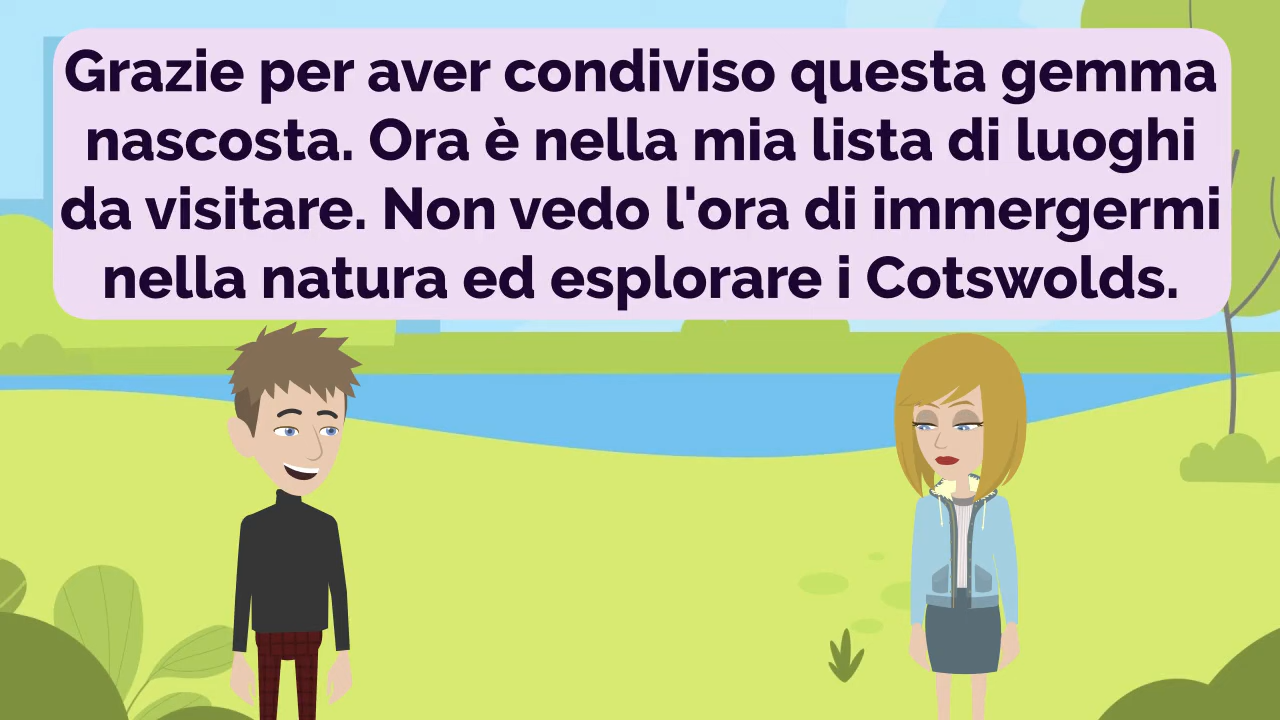 Grazie per aver condiviso questa gemma
nascosta. Ora è nella mia lista di luoghi
da visitare. Non vedo l'ora di immergermi
nella natura ed esplorare i Cotswolds.